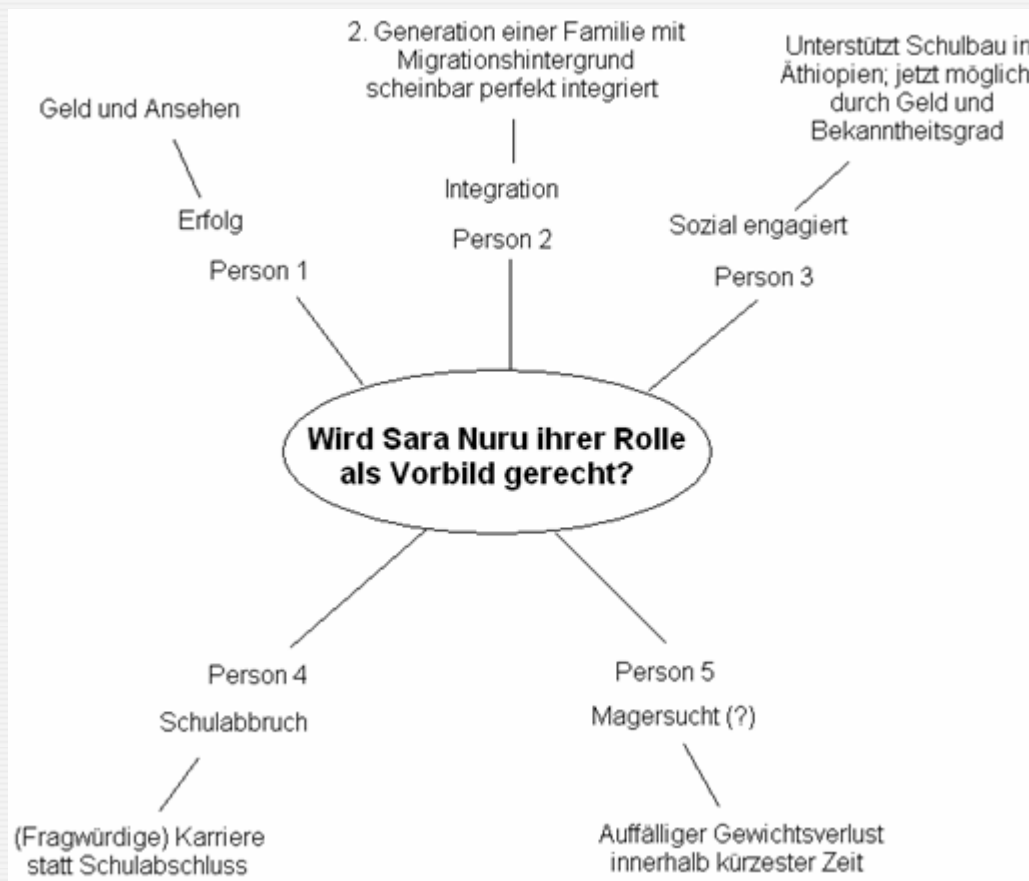 2. Generation einer Familie mit
Migrationshintergrund
scheinbar perfekt integriert
Unterstützt Schulbau in
Äthiopien; jetzt möglich
durch Geld und
Bekanntheitsgrad
Geld und Ansehen
Integration
Erfolg
Sozial engagiert
Person 1
Person 2
Person 3
Wird Sara Nuru ihrer Rolle
als Vorbild gerecht?
Person 4
Person 5
Schulabbruch
Magersucht (?)
(Fragwürdige) Karriere
statt Schulabschluss
Auffälliger Gewichtsverlust
innerhalb kürzester Zeit